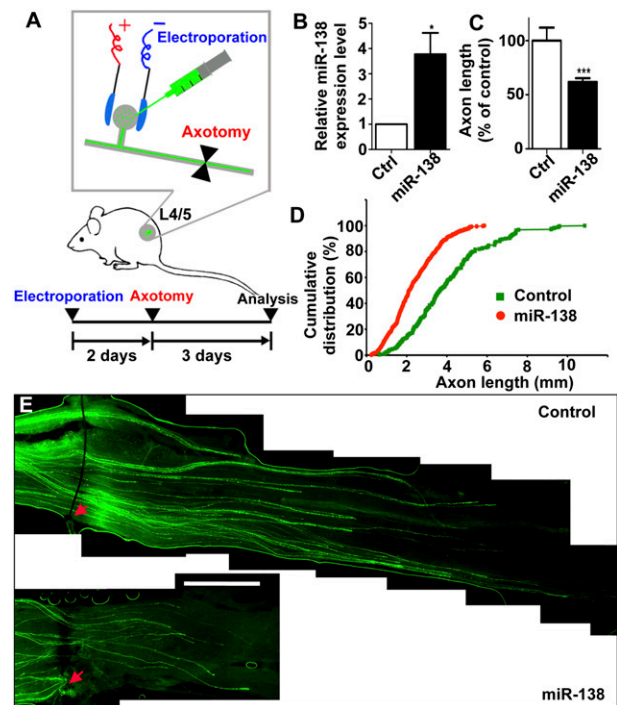 A
+
−
Electroporation
Axotomy
L4/5
Electroporation
Axotomy
Analysis
2 days
3 days
B
Relative miR-138
expression level
5
4
3
2
1
0
*
Ctrl
miR-138
C
Axon length
(% of control)
100
50
0
***
Ctrl
miR-138
D
Cumulative
distribution (%)
100
80
60
40
20
0
Control
miR-138
0
2
4
6
8
10
Axon length (mm)
E
Control
miR-138